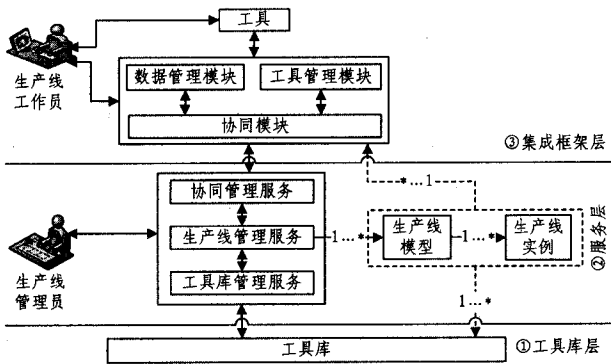 工具
生产线
工作员
数据管理模块
工具管理模块
协同模块
③集成框架层
*…1
协同管理服务
生产线管理服务
工具库管理服务
1…*
生产线
模型
1…*
生产线
实例
②服务层
生产线
管理员
1…*
工具库
①工具库层